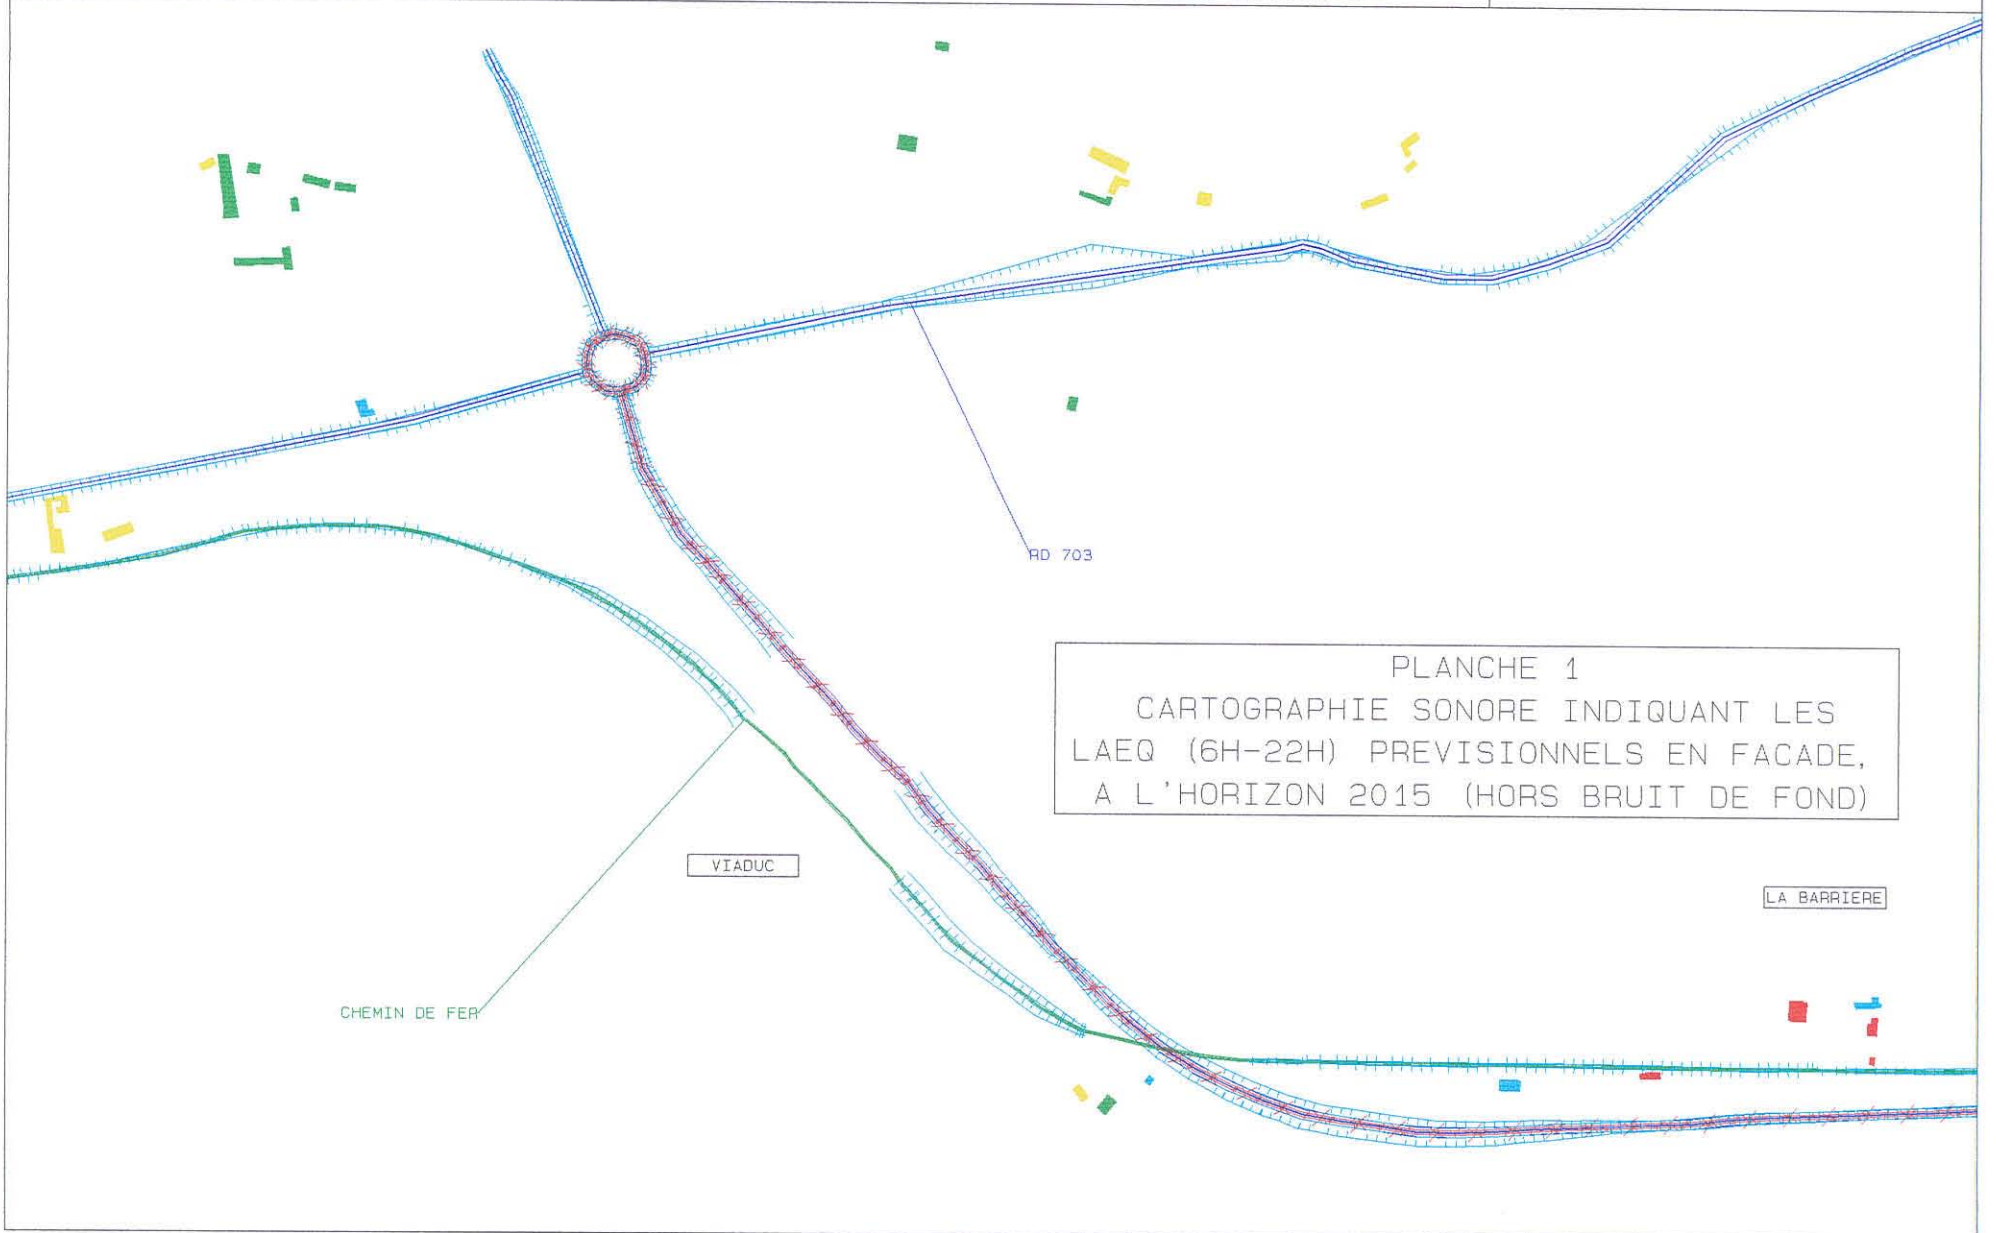 RD 703
PLANCHE 1
CARTOGRAPHIE SONORE INDIQUANT LES
LAEQ (6H-22H) PREVISIONNELS EN FACADE,
A L'HORIZON 2015 (HORS BRUIT DE FOND)
VIADUC
LA BARRIERE
CHEMIN DE FER